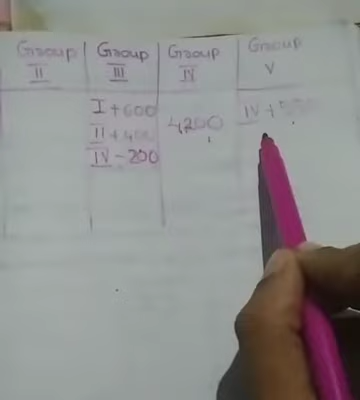 Group II
Group III
Group IV
Group V
I + 600
II + 400
IV - 200
4200
IV +